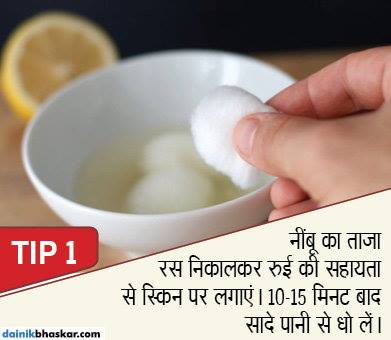 TIP 1
नींबू का ताजा
रस निकालकर रुई की सहायता
से स्किन पर लगाएं। 10-15 मिनट बाद
सादे पानी से धो लें।
dainikbhaskar.com